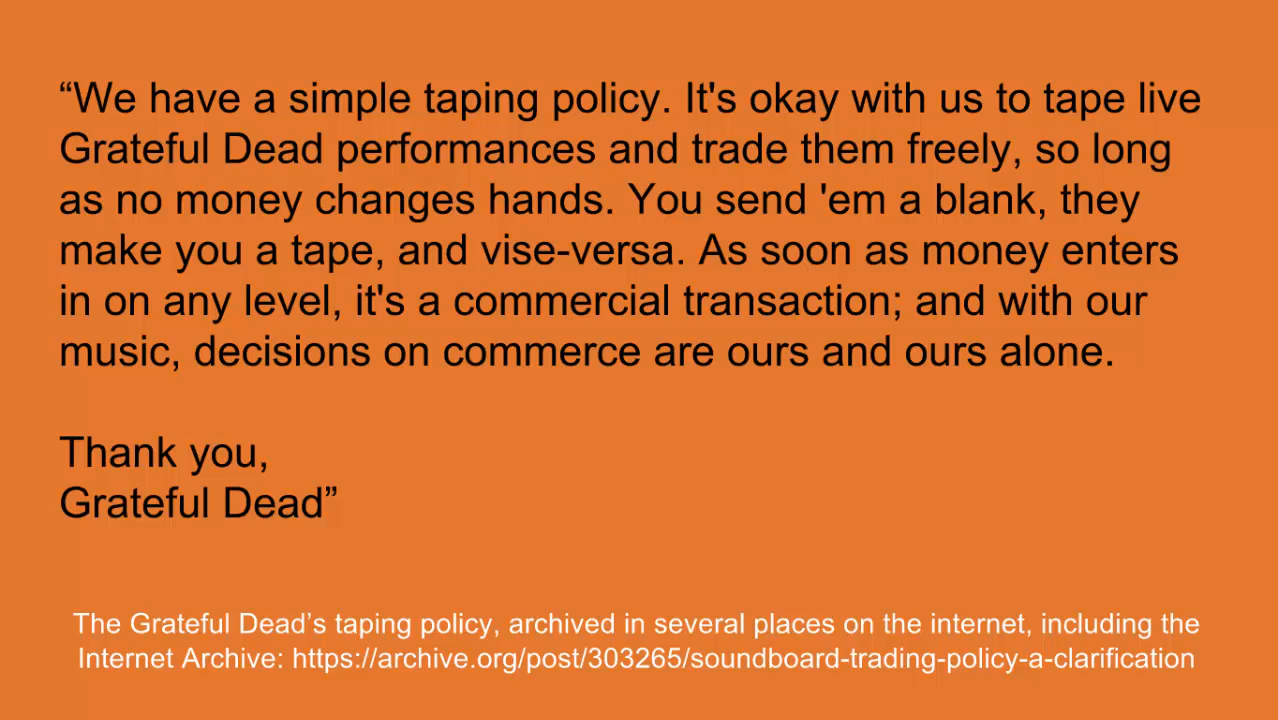 “We have a simple taping policy. It's okay with us to tape live
Grateful Dead performances and trade them freely, so long
as no money changes hands. You send 'em a blank, they
make you a tape, and vise-versa. As soon as money enters
in on any level, it's a commercial transaction; and with our
music, decisions on commerce are ours and ours alone.
Thank you,
Grateful Dead”
The Grateful Dead’s taping policy, archived in several places on the internet, including the
Internet Archive: https://archive.org/post/303265/soundboard-trading-policy-a-clarification